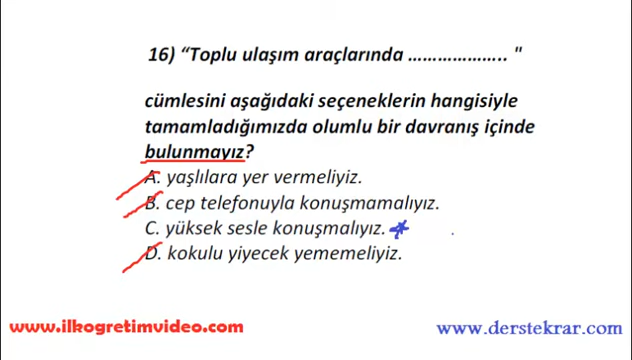 16) “Toplu ulaşım araçlarında ……………….. "
cümlesini aşağıdaki seçeneklerin hangisiyle
tamamladığımızda olumlu bir davranış içinde
bulunmayız?
A. yaşlılara yer vermeliyiz.
B. cep telefonuyla konuşmamalıyız.
C. yüksek sesle konuşmalıyız.
D. kokulu yiyecek yememeliyiz.
www.ilkogretimvideo.com
www.derstekrar.com